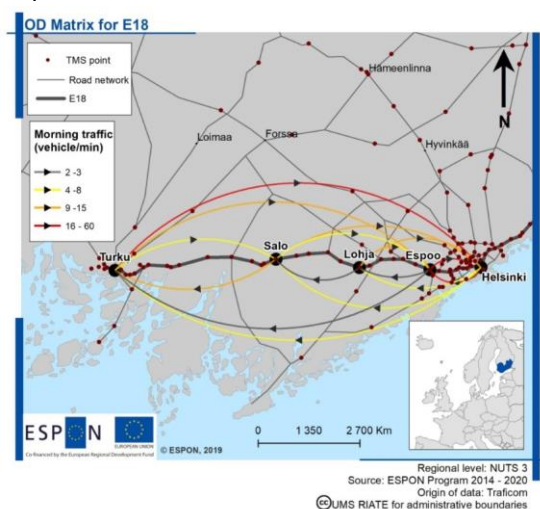 OD Matrix for E18
TMS point
Road network
E18
Morning traffic
(vehicle/min)
2 -3
4 -8
9 -15
16 - 60
Hämeenlinna
N
Loimaa
Forssa
Hyvinkää
Turku
Salo
Lohja
Espoo
Helsinki
ESPON
EUROPEAN UNION
Co-financed by the European Regional Development Fund
© ESPON, 2019
0 1 350 2 700 Km
Regional level: NUTS 3
Source: ESPON Program 2014 - 2020
Origin of data: Traficom
cc UMS RIATE for administrative boundaries